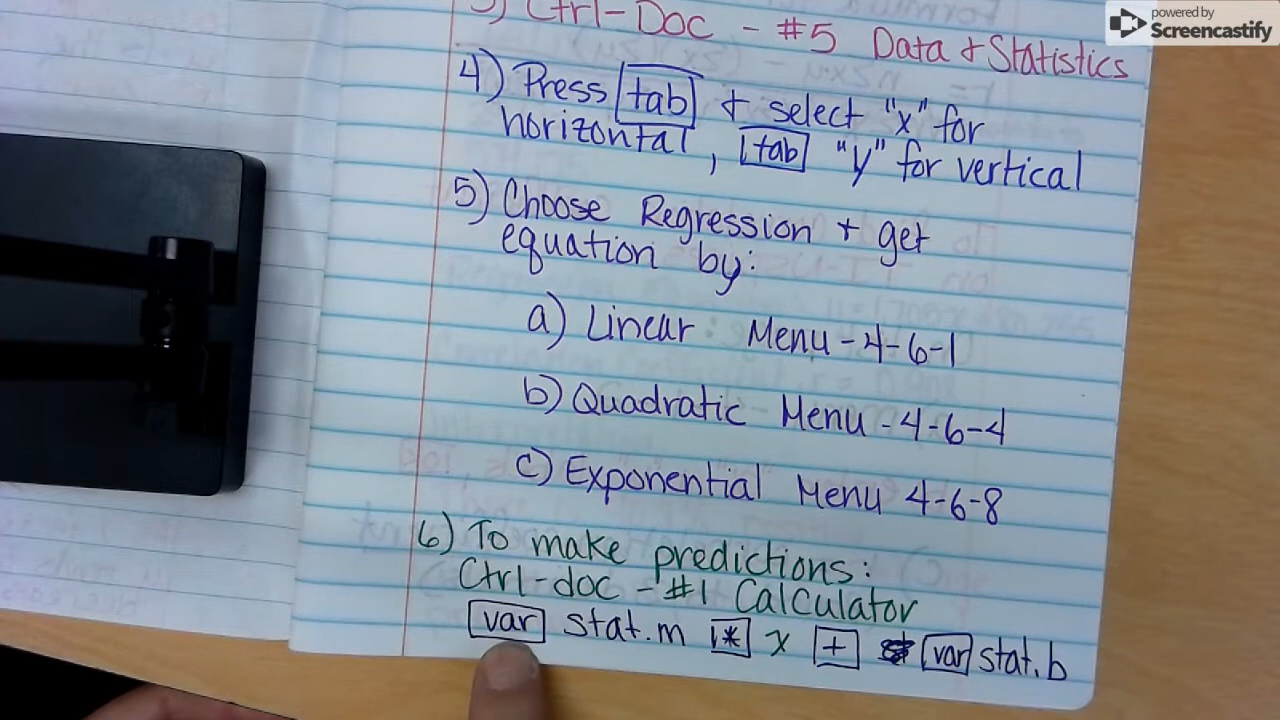 powered by
Screencastify
3) Ctrl-Doc - #5 Data + Statistics
4) Press tab + select "x" for
horizontal, tab "y" for vertical
5) Choose Regression + get
equation by:
a) Linear: Menu-4-6-1
b) Quadratic Menu-4-6-4
c) Exponential Menu 4-6-8
6) To make predictions:
Ctrl-doc - #1 Calculator
var stat.m * x + var stat.b